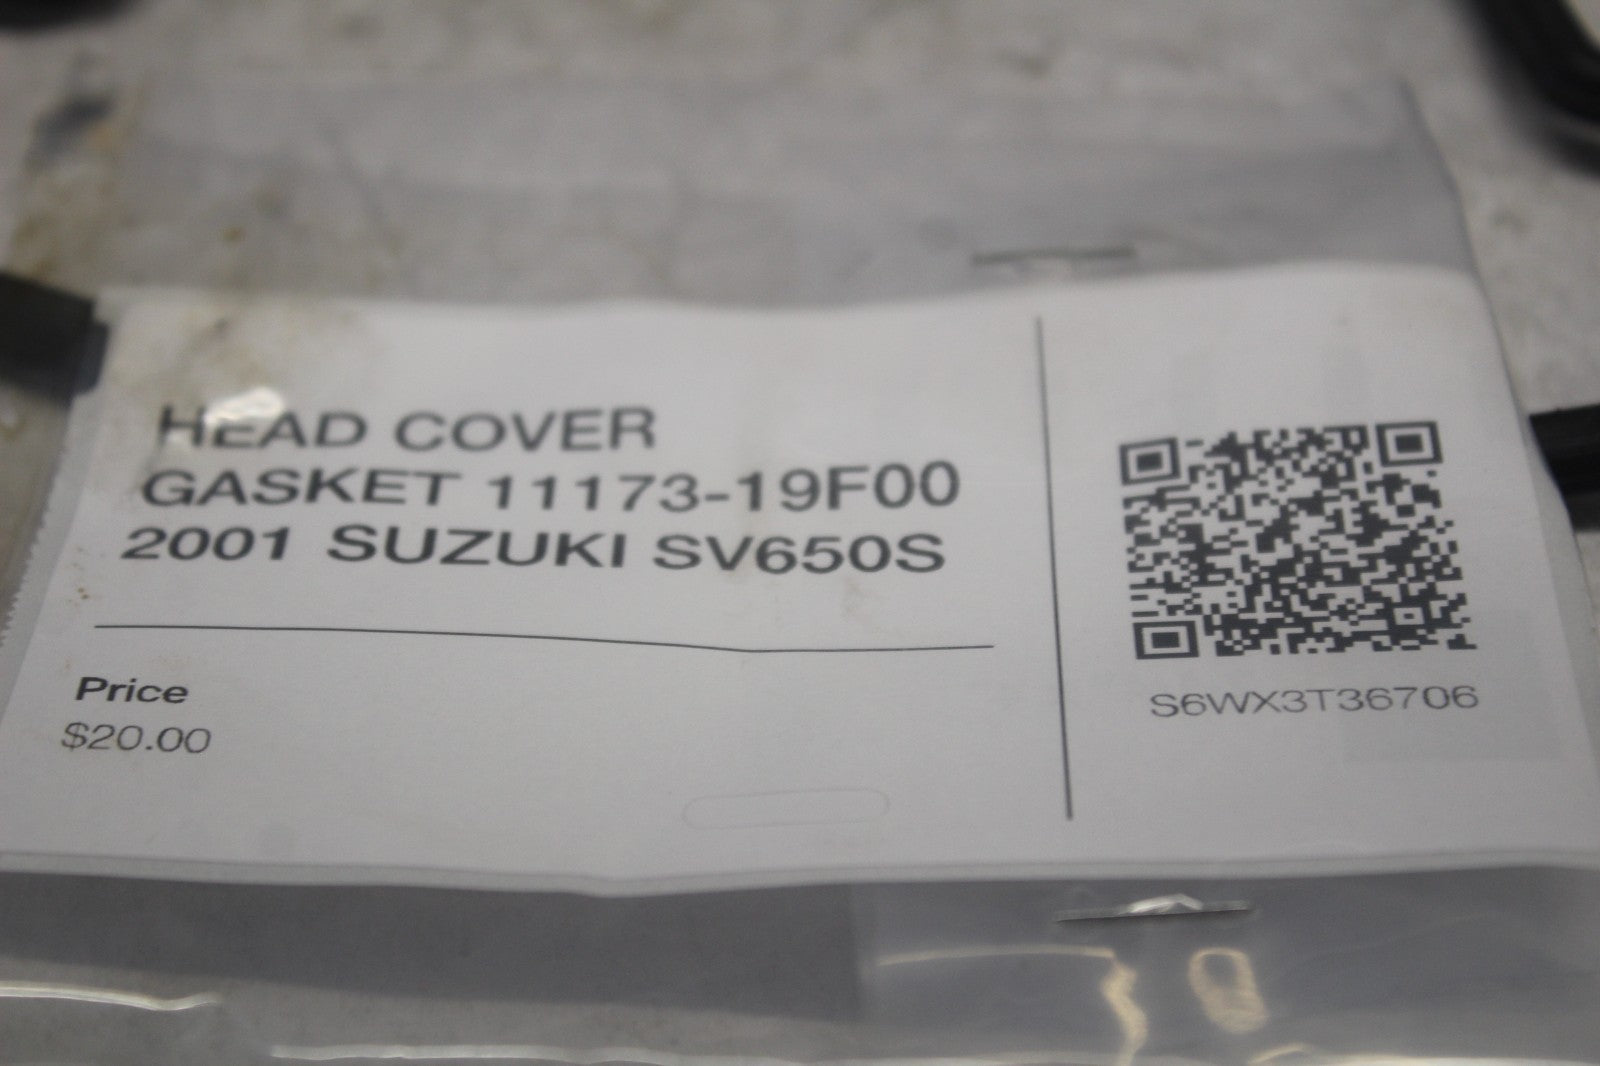 HEAD COVER
GASKET 11173-19F00
2001 SUZUKI SV650S
Price
$20.00
S6WX3T36706